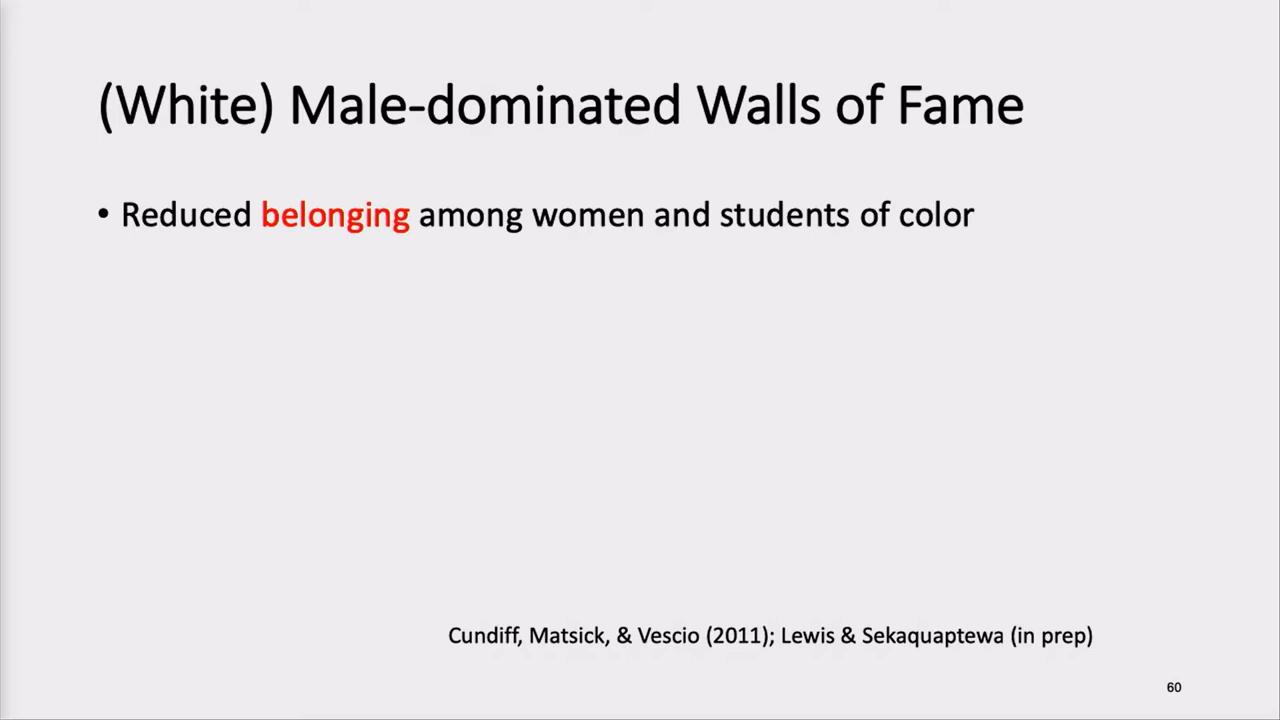 (White) Male-dominated Walls of Fame
• Reduced belonging among women and students of color
Cundiff, Matsick, & Vescio (2011); Lewis & Sekaquaptewa (in prep)
60